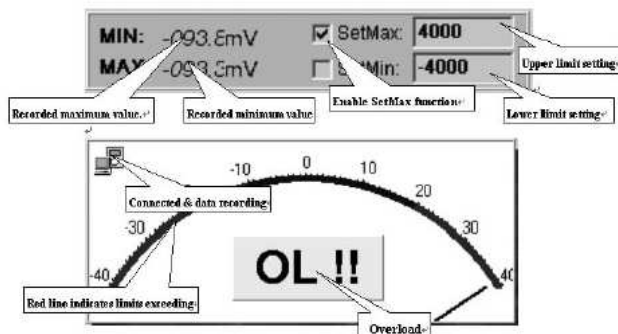 MIN: -093.8mV SetMax: 4000
MAX: -093.3mV SetMin: -4000
Upper limit setting
Recorded maximum value.
Recorded minimum value
Enable SetMax function
Lower limit setting
-10 0 10
20
Connected & data recording
-30 30
-40 40
OL !!
Red line indicates limits exceeding
Overload